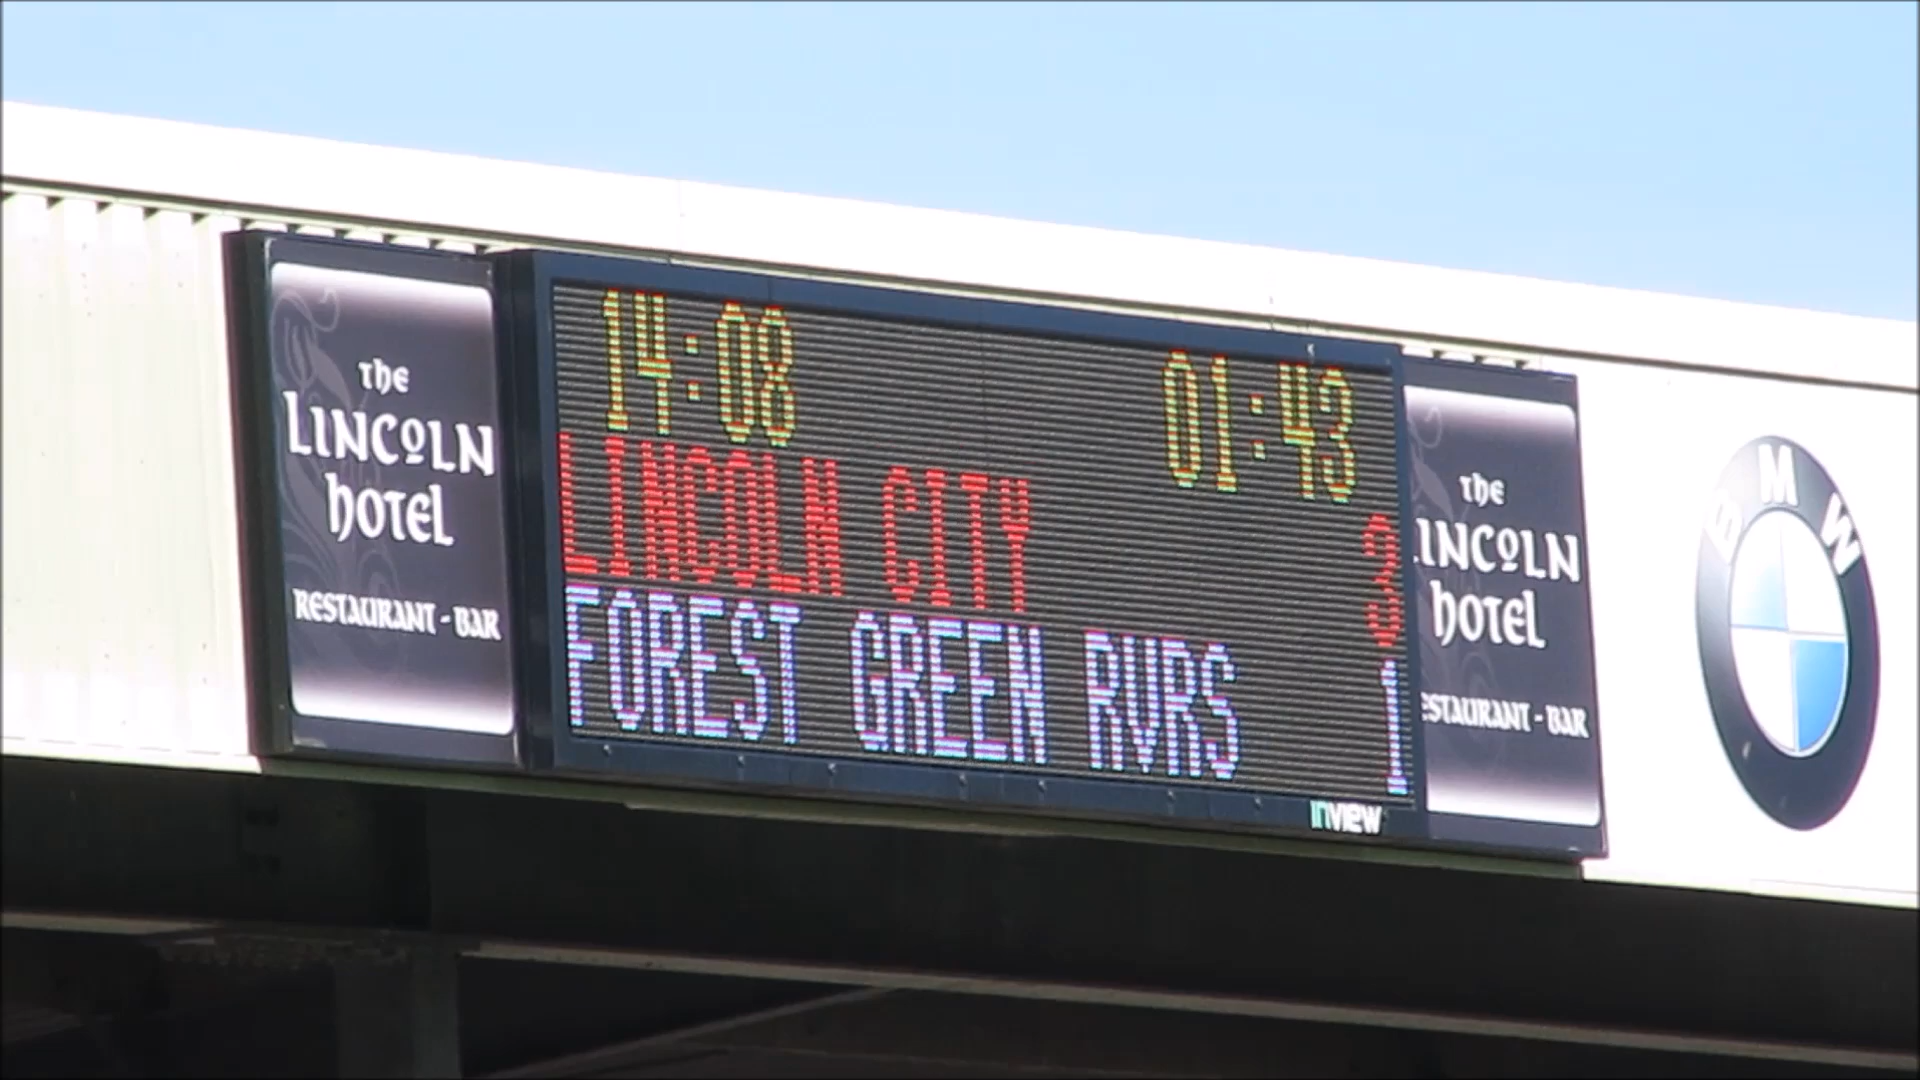 the
LINCOLN
hotel
RESTAURANT - BAR
14:08 01:43
LINCOLN CITY 3
FOREST GREEN RVRS 1
inview
the
LINCOLN
hotel
ESTAURANT - BAR
BMW